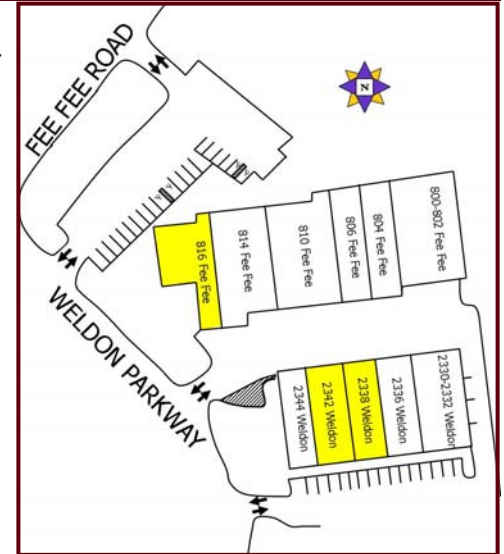 FEE FEE ROAD
N
WELDON PARKWAY
816 Fee Fee
814 Fee Fee
810 Fee Fee
806 Fee Fee
804 Fee Fee
800-802 Fee Fee
2344 Weldon
2342 Weldon
2338 Weldon
2336 Weldon
2330-2332 Weldon